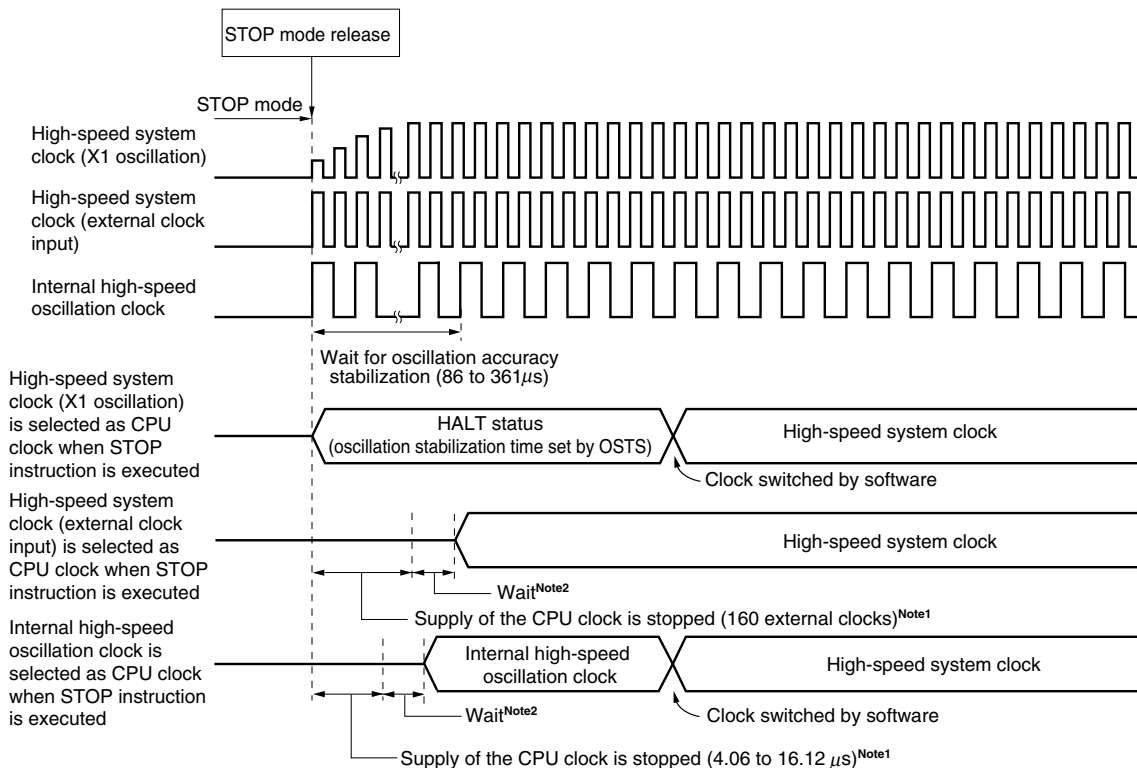 STOP mode release
STOP mode
High-speed system
clock (X1 oscillation)
High-speed system
clock (external clock
input)
Internal high-speed
oscillation clock
Wait for oscillation accuracy
stabilization (86 to 361μs)
High-speed system
clock (X1 oscillation)
is selected as CPU
clock when STOP
instruction is executed
HALT status
(oscillation stabilization time set by OSTS)
High-speed system clock
Clock switched by software
High-speed system
clock (external clock
input) is selected as
CPU clock when STOP
instruction is executed
High-speed system clock
Wait Note2
Supply of the CPU clock is stopped (160 external clocks) Note1
Internal high-speed
oscillation clock is
selected as CPU clock
when STOP instruction
is executed
Internal high-speed
oscillation clock
High-speed system clock
Wait Note2
Clock switched by software
Supply of the CPU clock is stopped (4.06 to 16.12 μs) Note1